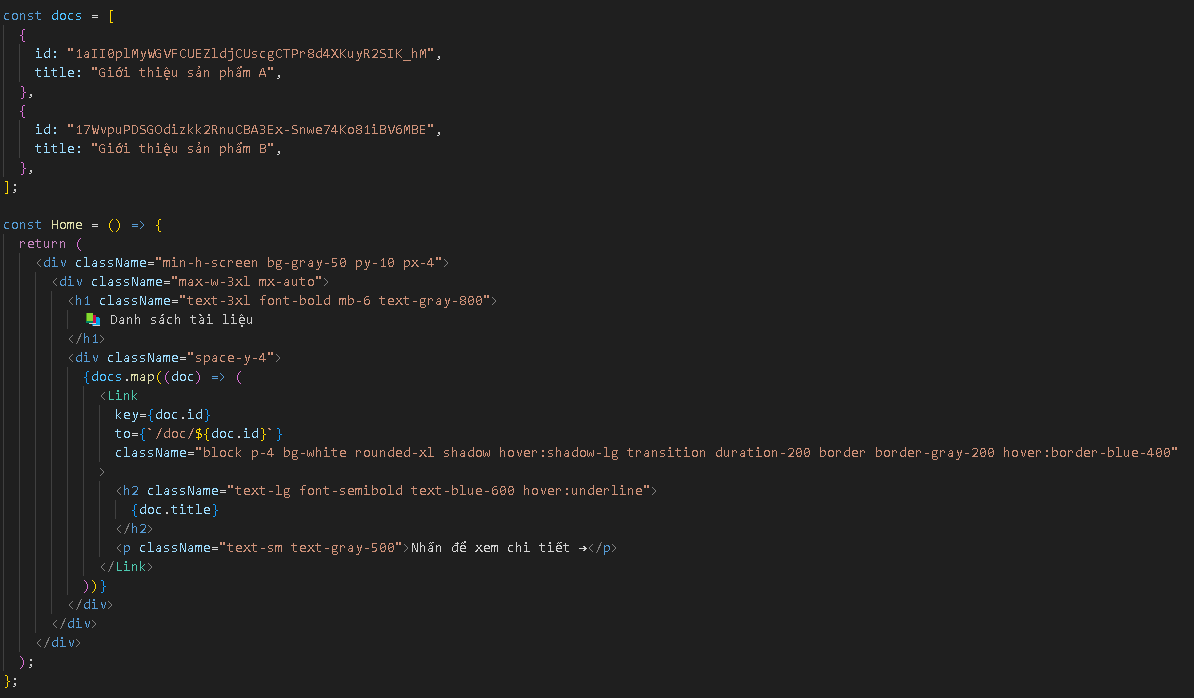 const docs = [
{
id: "1aII0plMyWGVFCUEZldjCUscgCTPr8d4XKuyR2SIK_hM",
title: "Giới thiệu sản phẩm A",
},
{
id: "17WvpuPDSGOdizkk2RnuCBA3Ex-Snwe74Ko81iBV6MBE",
title: "Giới thiệu sản phẩm B",
},
];
const Home = () => {
return (
<div className="min-h-screen bg-gray-50 py-10 px-4">
<div className="max-w-3xl mx-auto">
<h1 className="text-3xl font-bold mb-6 text-gray-800">
📚 Danh sách tài liệu
</h1>
<div className="space-y-4">
{docs.map((doc) => (
<Link
key={doc.id}
to={`/doc/${doc.id}`}
className="block p-4 bg-white rounded-xl shadow hover:shadow-lg transition duration-200 border border-gray-200 hover:border-blue-400"
>
<h2 className="text-lg font-semibold text-blue-600 hover:underline">
{doc.title}
</h2>
<p className="text-sm text-gray-500">Nhấn để xem chi tiết →</p>
</Link>
))}
</div>
</div>
</div>
);
};